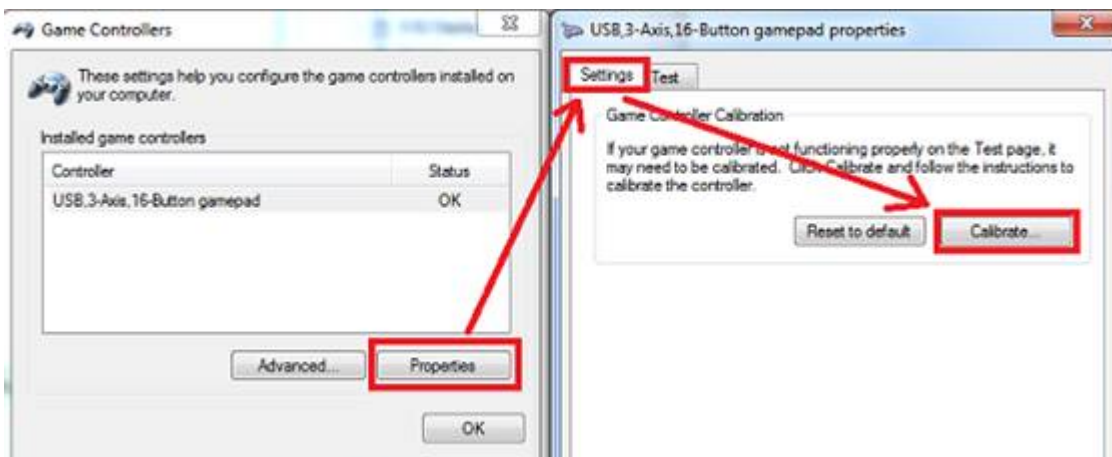 Game Controllers
These settings help you configure the game controllers installed on
your computer.
Installed game controllers
Controller Status
USB,3-Axis,16-Button gamepad OK
Advanced...
Properties
OK
USB,3-Axis,16-Button gamepad properties
Settings Test
Game Controller Calibration
If your game controller is not functioning properly on the Test page, it
may need to be calibrated. Click Calibrate and follow the instructions to
calibrate the controller.
Reset to default
Calibrate...